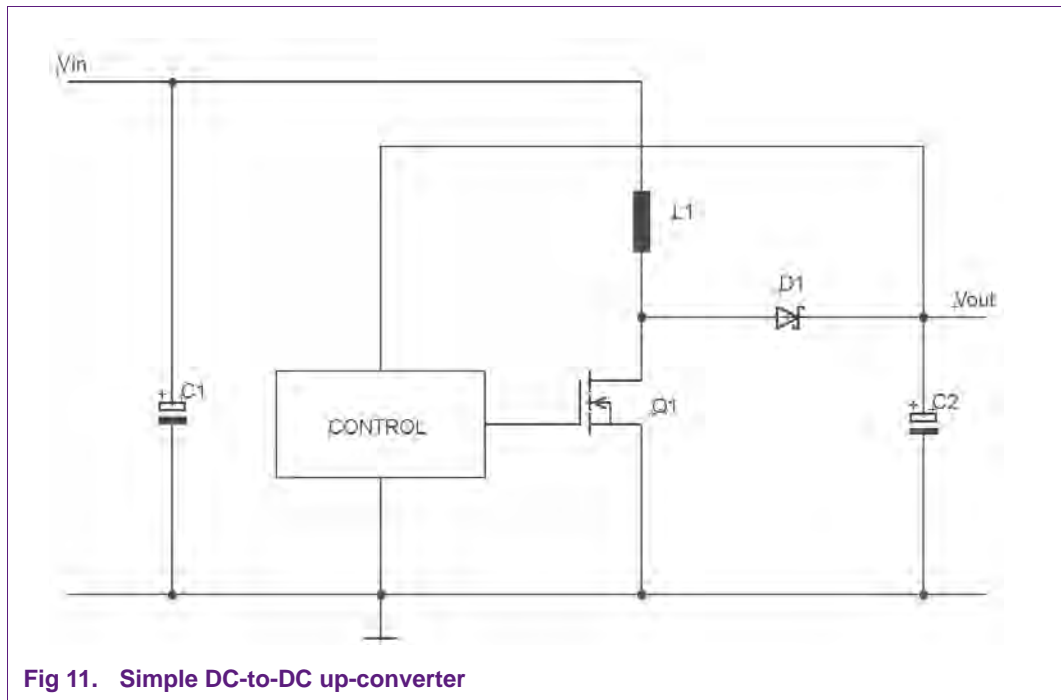 Vin
L1
D1
Vout
+ C1
CONTROL
Q1
+ C2
Fig 11. Simple DC-to-DC up-converter